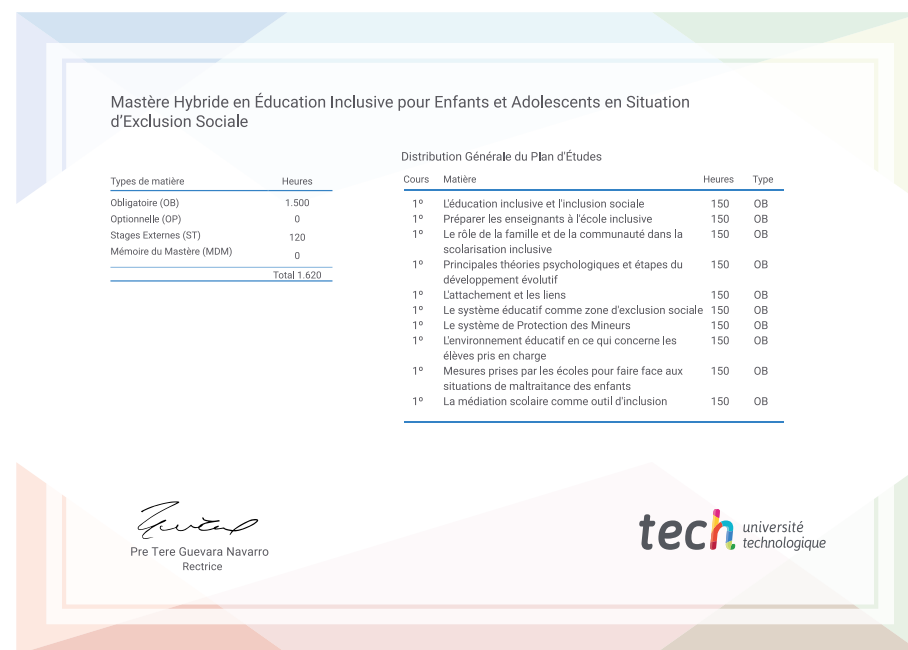 Mastère Hybride en Éducation Inclusive pour Enfants et Adolescents en Situation
d'Exclusion Sociale
Types de matière Heures
Obligatoire (OB) 1.500
Optionnelle (OP) 0
Stages Externes (ST) 120
Mémoire du Mastère (MDM) 0
Total 1.620
Distribution Générale du Plan d'Études
Cours Matière Heures Type
1º L'éducation inclusive et l'inclusion sociale 150 OB
1º Préparer les enseignants à l'école inclusive 150 OB
1º Le rôle de la famille et de la communauté dans la 150 OB
scolarisation inclusive
1º Principales théories psychologiques et étapes du 150 OB
développement évolutif
1º L'attachement et les liens 150 OB
1º Le système éducatif comme zone d'exclusion sociale 150 OB
1º Le système de Protection des Mineurs 150 OB
1º L'environnement éducatif en ce qui concerne les 150 OB
élèves pris en charge
1º Mesures prises par les écoles pour faire face aux 150 OB
situations de maltraitance des enfants
1º La médiation scolaire comme outil d'inclusion 150 OB
Pre Tere Guevara Navarro
Rectrice
tech université
technologique